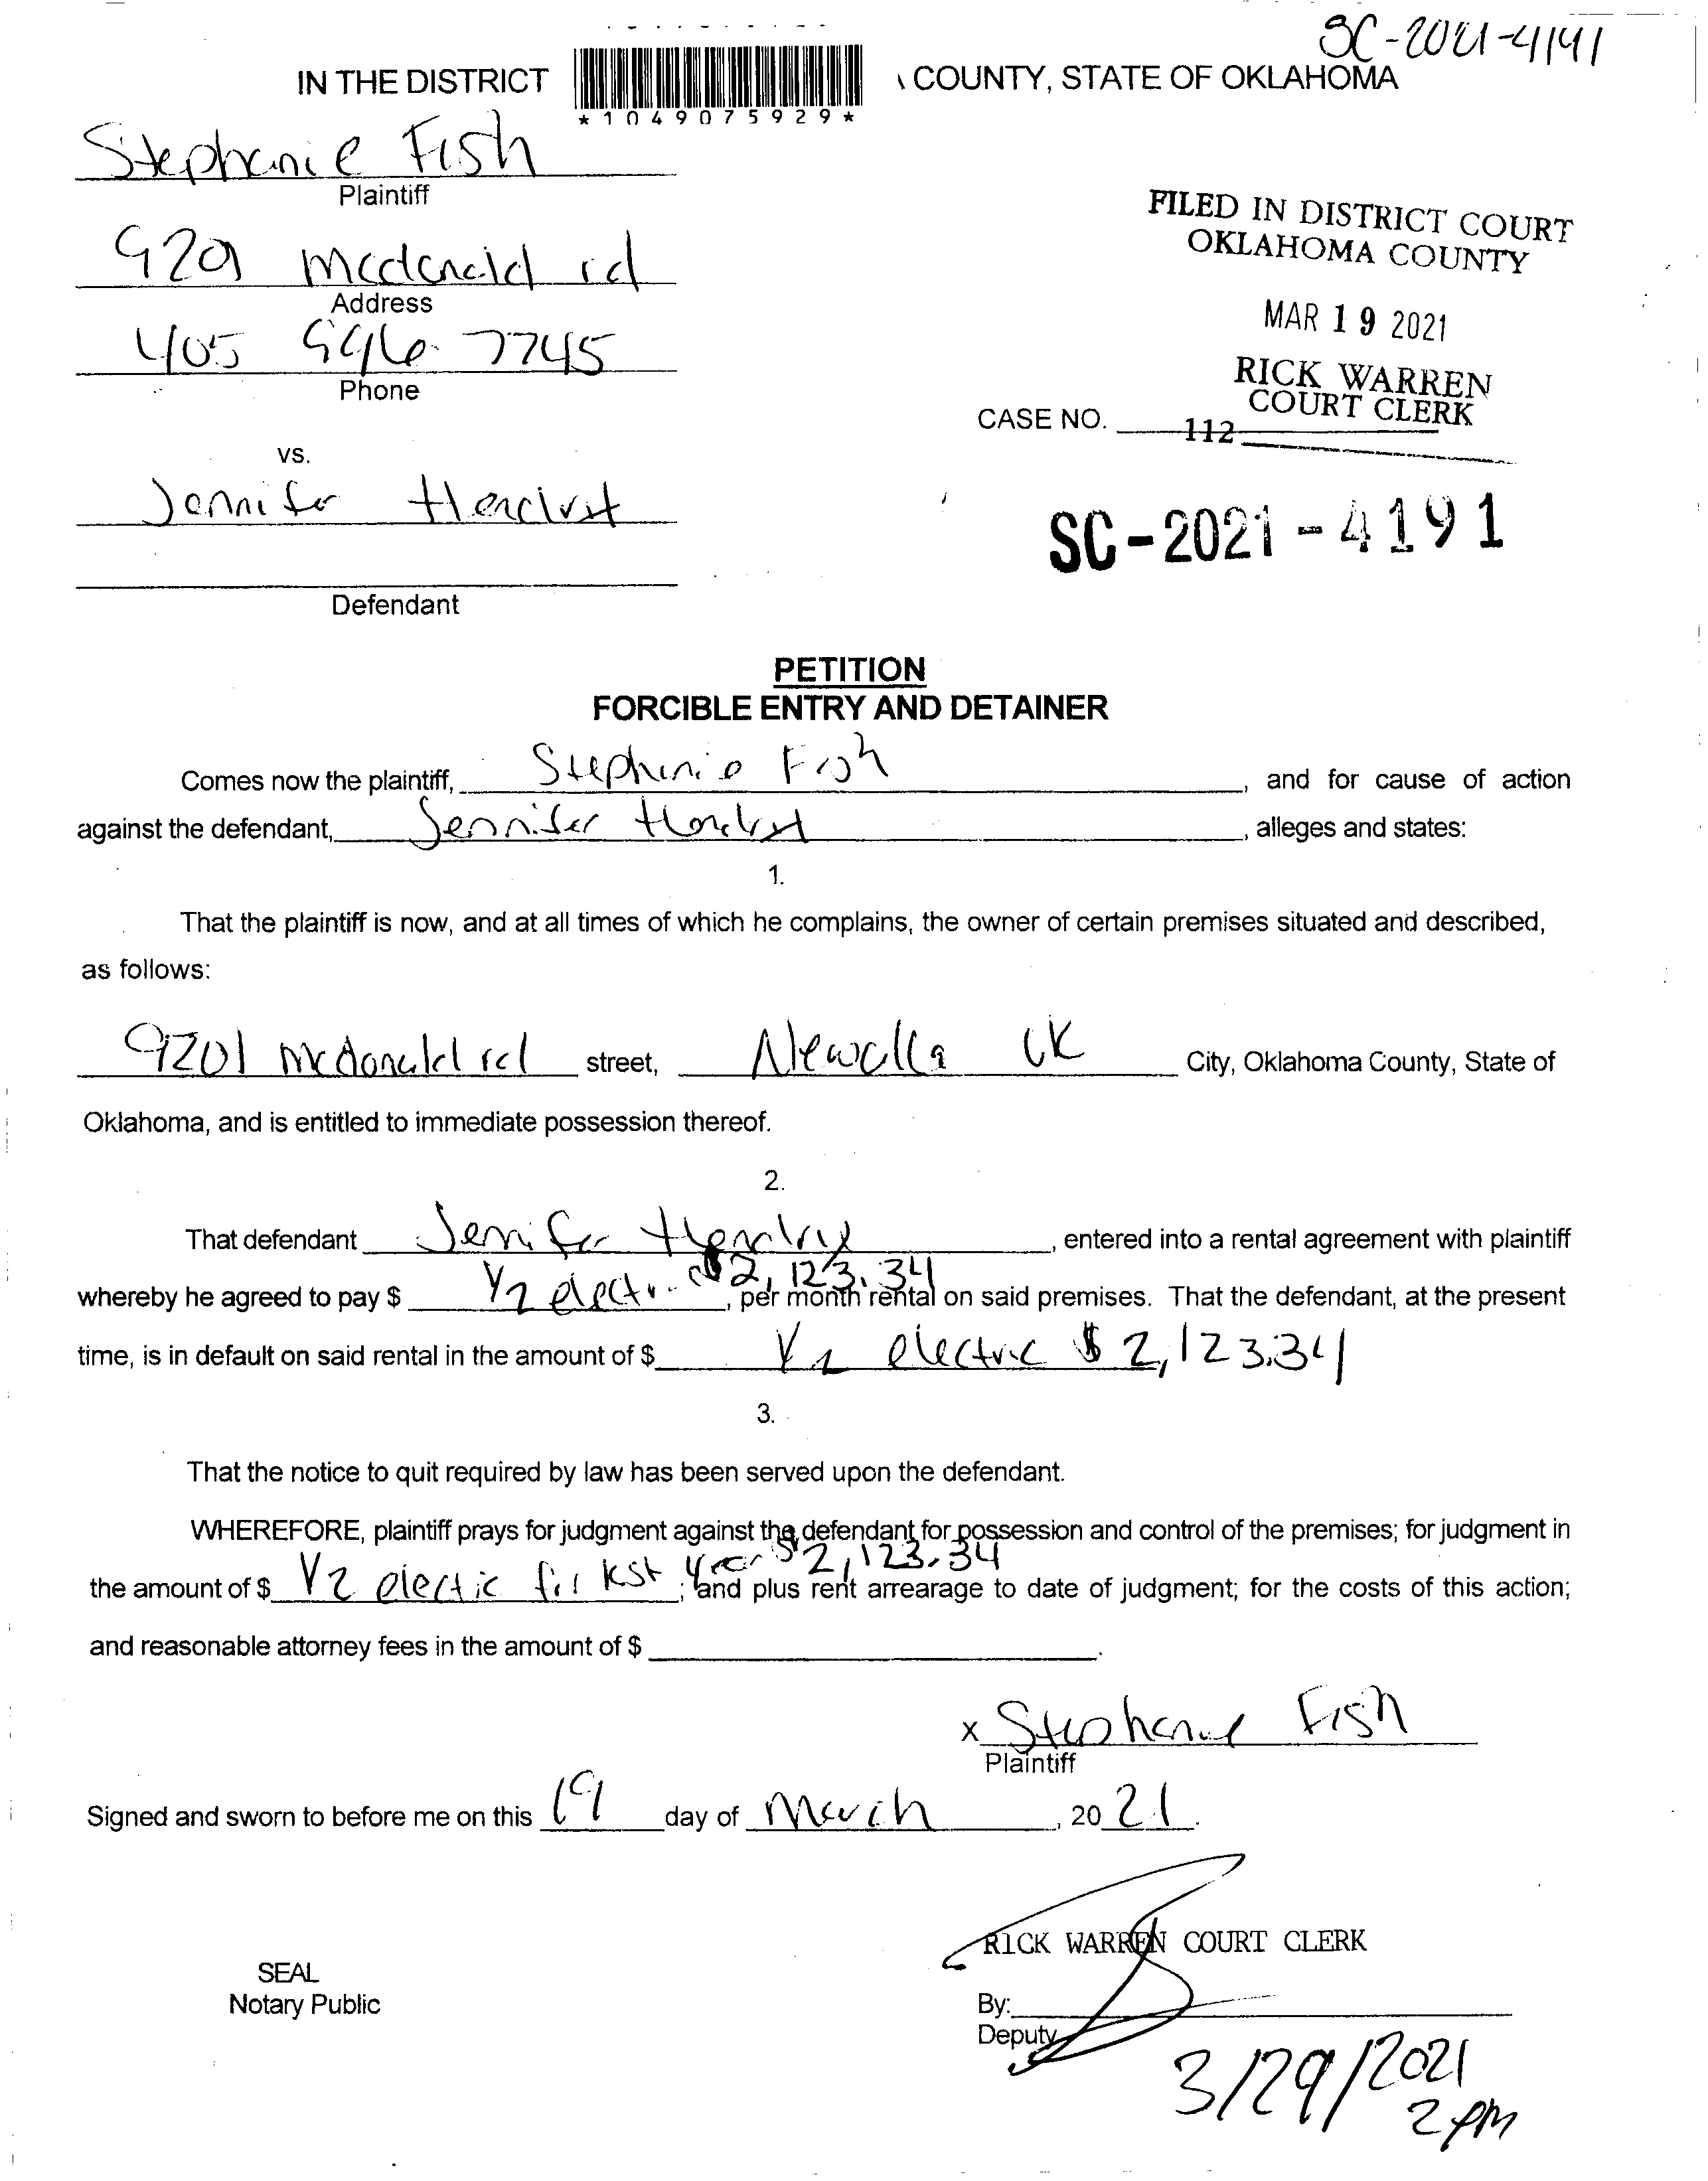 SC-2021-4191
IN THE DISTRICT COUNTY, STATE OF OKLAHOMA
*1049075929*
Stephanie Fish
Plaintiff
FILED IN DISTRICT COURT
OKLAHOMA COUNTY
9201 mcdonald rd
Address
MAR 19 2021
405 996 7745
Phone
RICK WARREN
COURT CLERK
CASE NO.
112
vs.
Jennifer
SC-2021-4191
Defendant
PETITION
FORCIBLE ENTRY AND DETAINER
Comes now the plaintiff, Stephanie Fish, and for cause of action
against the defendant, Jennifer, alleges and states:
1.
That the plaintiff is now, and at all times of which he complains, the owner of certain premises situated and described,
as follows:
9201 mcdonald rd street, Newalla OK City, Oklahoma County, State of
Oklahoma, and is entitled to immediate possession thereof.
2.
That defendant Jennifer, entered into a rental agreement with plaintiff
whereby he agreed to pay $ 1/2 electric $2,123.34, per month rental on said premises. That the defendant, at the present
time, is in default on said rental in the amount of $ 1/2 electric $2,123.34
3.
That the notice to quit required by law has been served upon the defendant.
WHEREFORE, plaintiff prays for judgment against the defendant for possession and control of the premises; for judgment in
the amount of $ 1/2 electic for last year $2,123.34; and plus rent arrearage to date of judgment; for the costs of this action;
and reasonable attorney fees in the amount of $ .
x Stephanie Fish
Plaintiff
Signed and sworn to before me on this 19 day of March, 2021.
RICK WARREN COURT CLERK
SEAL
Notary Public
By:
Deputy
3/29/2021
2 pm